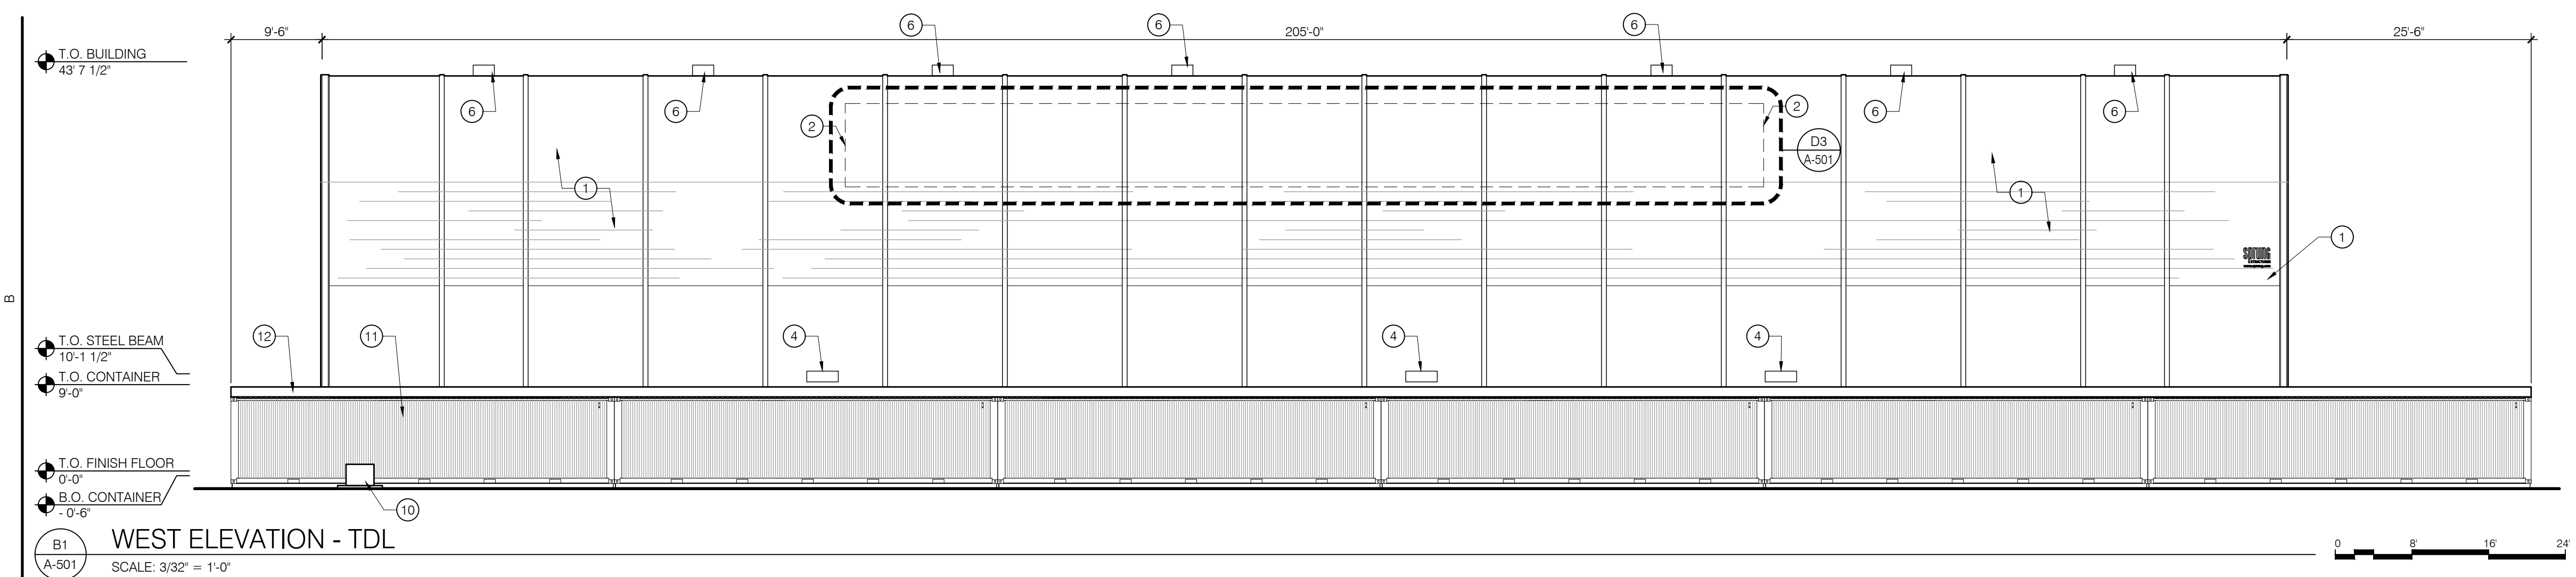 9'-6"
205'-0"
25'-6"
6
6
6
T.O. BUILDING
43' 7 1/2"
6
6
6
6
2
2
D3
A-501
1
1
1
sprung
STRUCTURES
T.O. STEEL BEAM
10'-1 1/2"
T.O. CONTAINER
9'-0"
12
11
4
4
4
T.O. FINISH FLOOR
0'-0"
B.O. CONTAINER
- 0'-6"
10
B
B1
A-501
WEST ELEVATION - TDL
SCALE: 3/32" = 1'-0"
0 8' 16' 24'